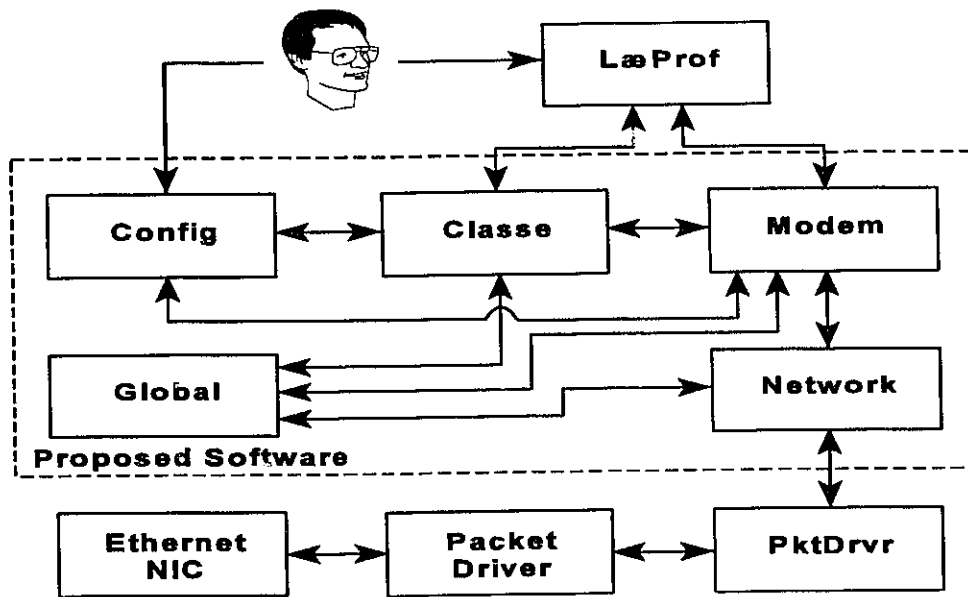 LæProf
Config
Classe
Modem
Global
Network
Proposed Software
Ethernet
NIC
Packet
Driver
PktDrvr